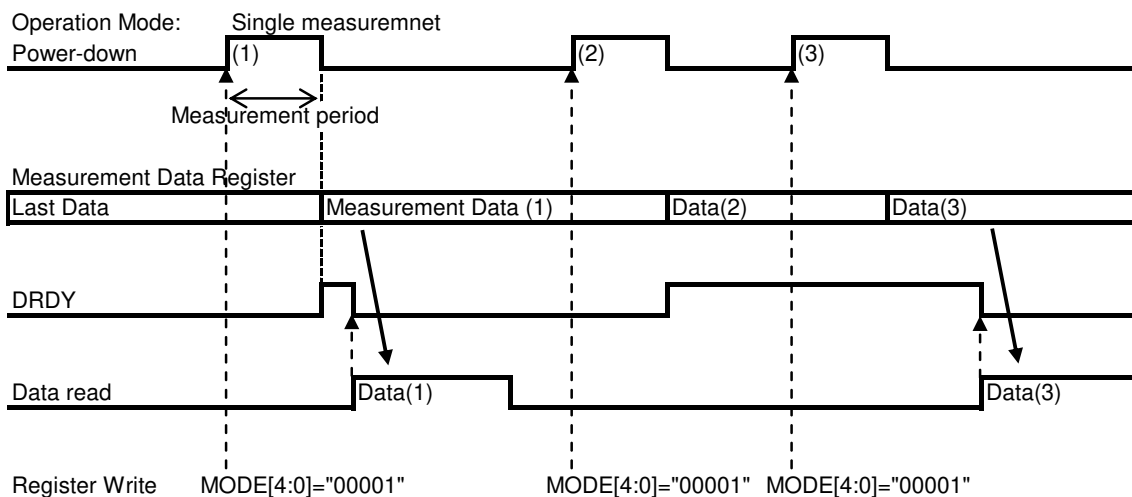 Operation Mode: Single measuremnet
Power-down
(1) (2) (3)
Measurement period
Measurement Data Register
Last Data Measurement Data (1) Data(2) Data(3)
DRDY
Data read Data(1) Data(3)
Register Write MODE[4:0]="00001" MODE[4:0]="00001" MODE[4:0]="00001"